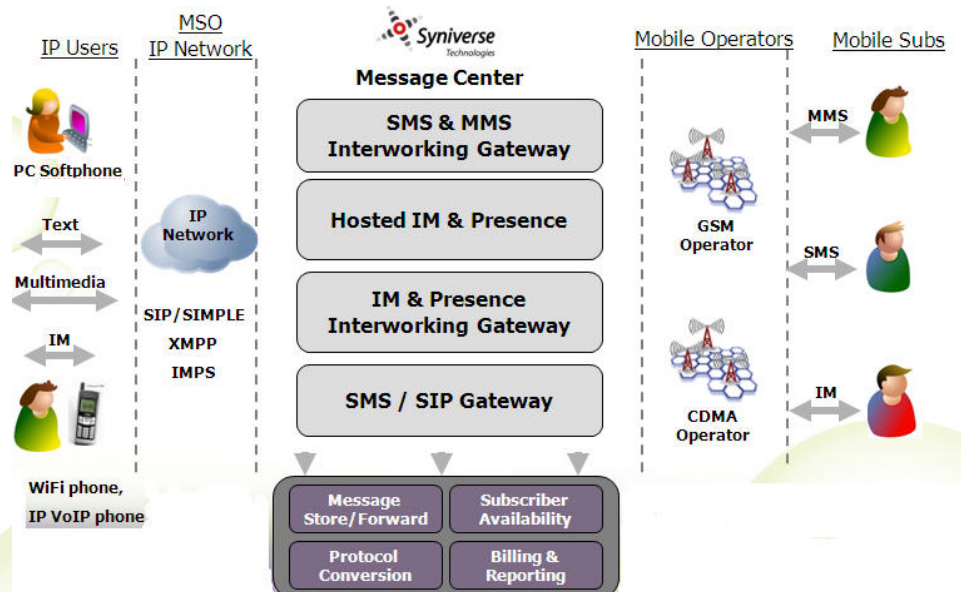 IP Users
MSO
IP Network
Syniverse
Technologies
Message Center
Mobile Operators
Mobile Subs
PC Softphone,
Text
Multimedia
IM
WiFi phone,
IP VoIP phone
IP
Network
SIP/SIMPLE
XMPP
IMPS
SMS & MMS
Interworking Gateway
Hosted IM & Presence
IM & Presence
Interworking Gateway
SMS / SIP Gateway
Message
Store/Forward
Subscriber
Availability
Protocol
Conversion
Billing &
Reporting
GSM
Operator
CDMA
Operator
MMS
SMS
IM